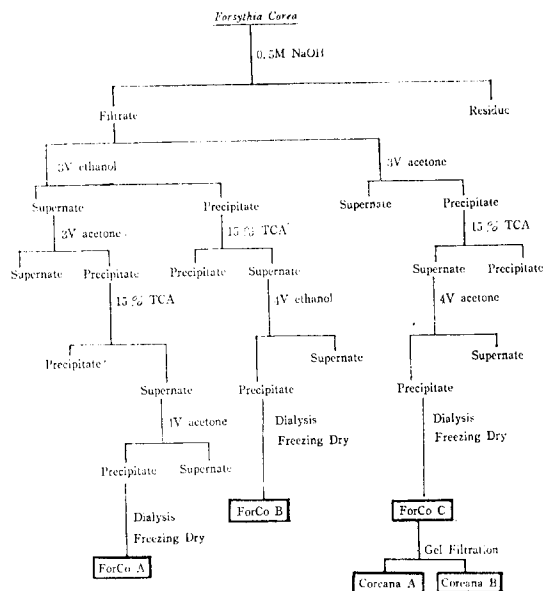 Forsythia Corea
0.5M NaOH
Filtrate Residue
3V ethanol 3V acetone
Supernate Precipitate Supernate Precipitate
3V acetone 15 % TCA 15 % TCA
Supernate Precipitate Precipitate Supernate Supernate Precipitate
15 % TCA 4V ethanol 4V acetone
Precipitate Supernate Supernate
Supernate Precipitate Precipitate
4V acetone Dialysis Dialysis
Freezing Dry Freezing Dry
Precipitate Supernate
Dialysis ForCo B ForCo C
Freezing Dry Gel Filtration
ForCo A Coreana A Coreana B